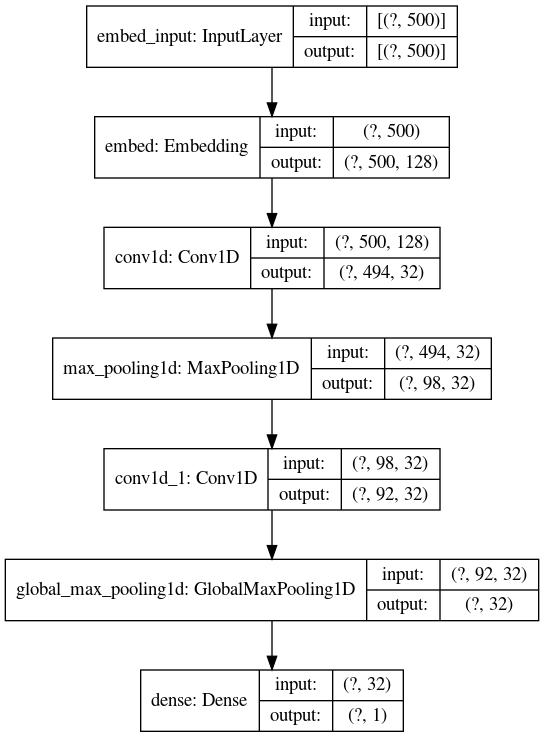 embed_input: InputLayer
input: [(?, 500)]
output: [(?, 500)]
embed: Embedding
input: (?, 500)
output: (?, 500, 128)
conv1d: Conv1D
input: (?, 500, 128)
output: (?, 494, 32)
max_pooling1d: MaxPooling1D
input: (?, 494, 32)
output: (?, 98, 32)
conv1d_1: Conv1D
input: (?, 98, 32)
output: (?, 92, 32)
global_max_pooling1d: GlobalMaxPooling1D
input: (?, 92, 32)
output: (?, 32)
dense: Dense
input: (?, 32)
output: (?, 1)